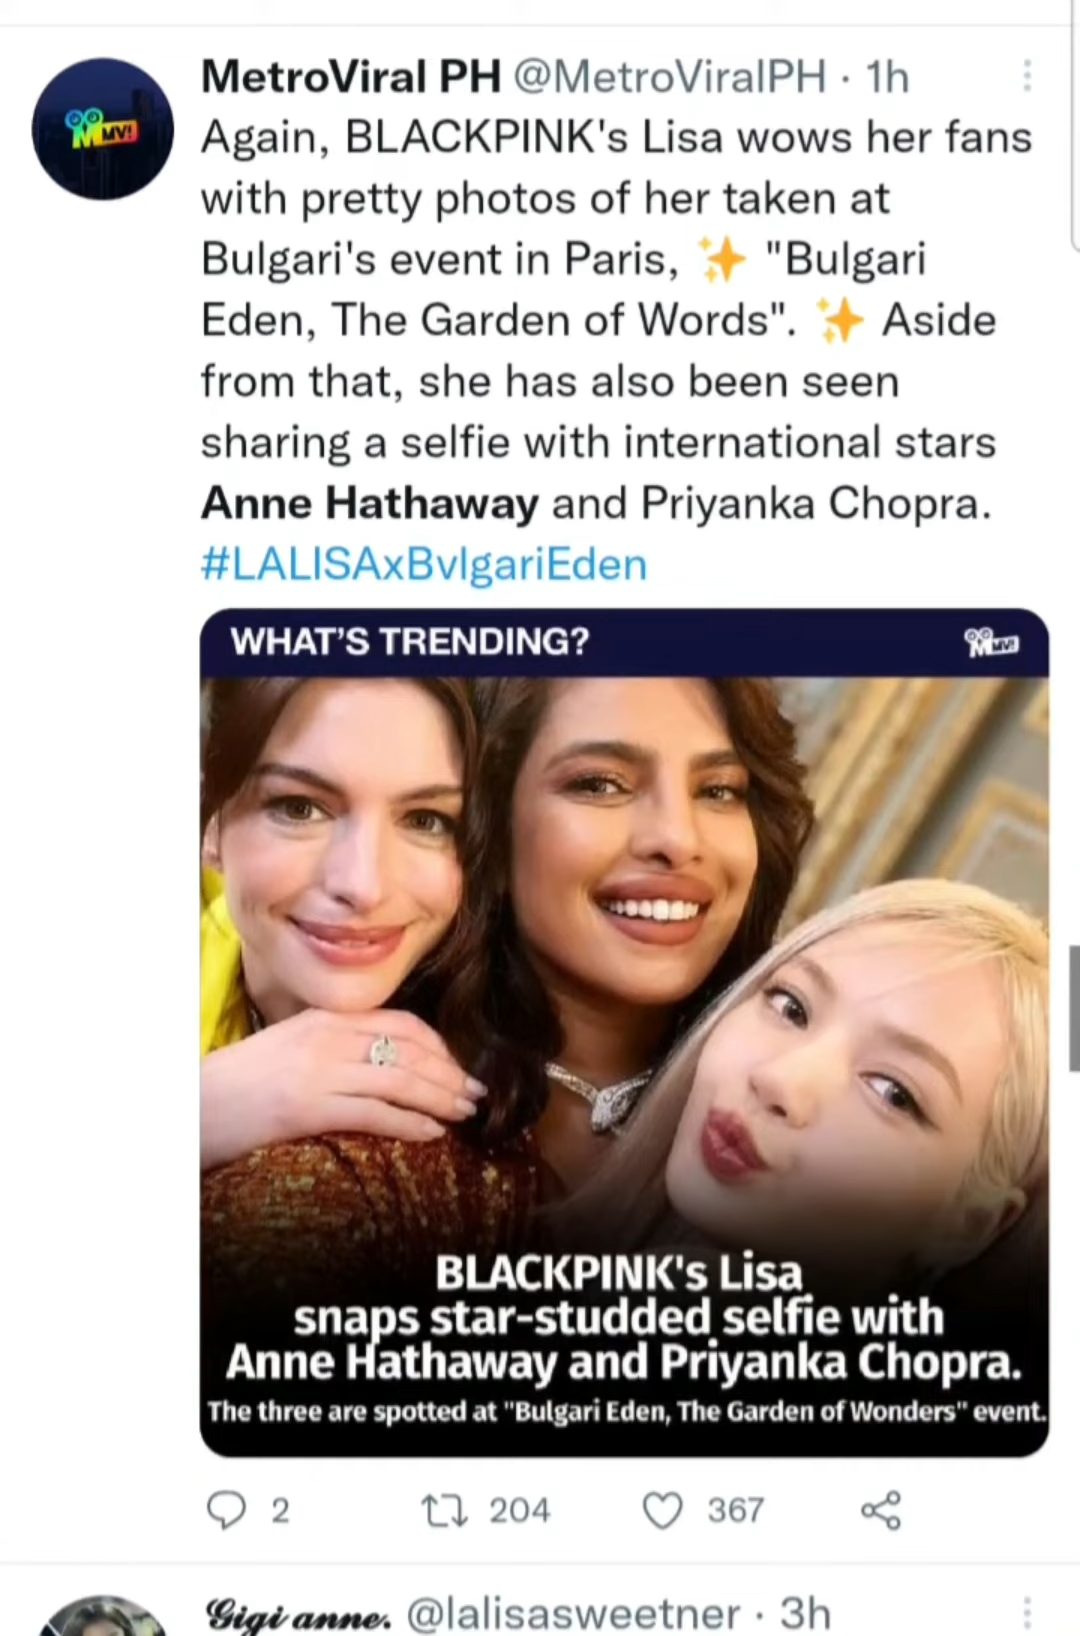 MetroViral PH @MetroViralPH · 1h
MV!
Again, BLACKPINK's Lisa wows her fans
with pretty photos of her taken at
Bulgari's event in Paris, ✨ "Bulgari
Eden, The Garden of Words". ✨ Aside
from that, she has also been seen
sharing a selfie with international stars
Anne Hathaway and Priyanka Chopra.
#LALISAxBvlgariEden
WHAT'S TRENDING?
MV!
BLACKPINK's Lisa
snaps star-studded selfie with
Anne Hathaway and Priyanka Chopra.
The three are spotted at "Bulgari Eden, The Garden of Wonders" event.
2 204 367
Gigi anne. @lalisasweetner · 3h